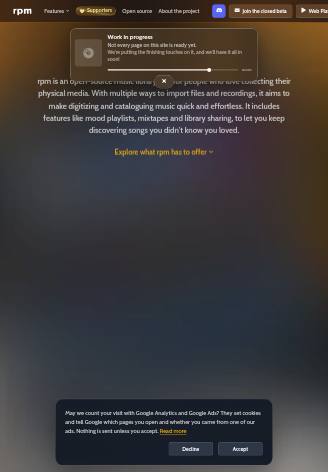 rpm Features Supporters Open source About the project Join the closed beta Web Pla
Work in progress
Not every page on this site is ready yet.
We're putting the finishing touches on it, and we'll have it all in
soon!
rpm is an open-source music library for people who love collecting their
physical media. With multiple ways to import files and recordings, it aims to
make digitizing and cataloguing music quick and effortless. It includes
features like mood playlists, mixtapes and library sharing, to let you keep
discovering songs you didn't know you loved.
Explore what rpm has to offer
May we count your visit with Google Analytics and Google Ads? They set cookies
and tell Google which pages you open and whether you came from one of our
ads. Nothing is sent unless you accept. Read more
Decline Accept